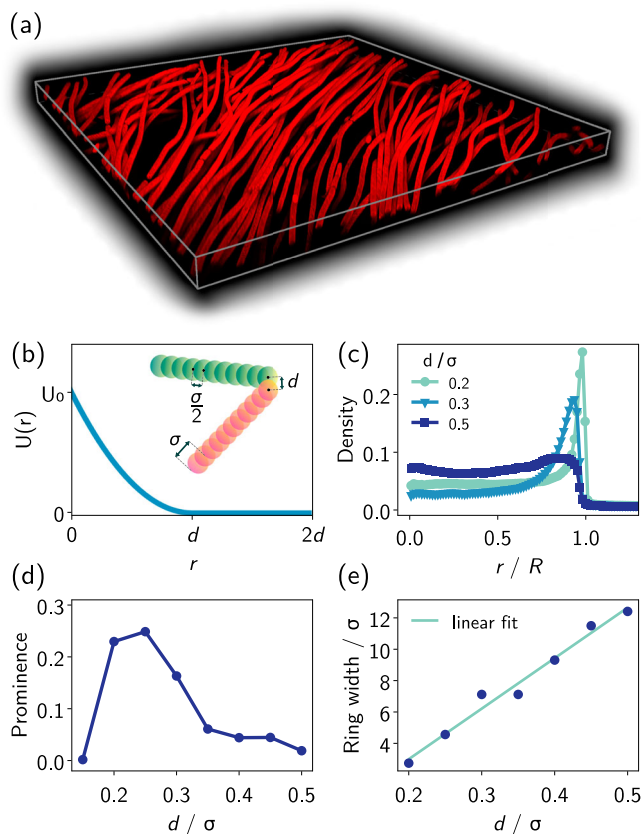 (a)
(b)
U₀
U(r)
0
0
d
2d
r
σ/2
d
σ
(c)
d/σ
0.2
0.3
0.5
Density
0.2
0.1
0.0
0.0
0.5
1.0
r / R
(d)
Prominence
0.3
0.2
0.1
0.0
0.2
0.3
0.4
0.5
d / σ
(e)
linear fit
Ring width / σ
12
10
8
6
4
0.2
0.3
0.4
0.5
d / σ